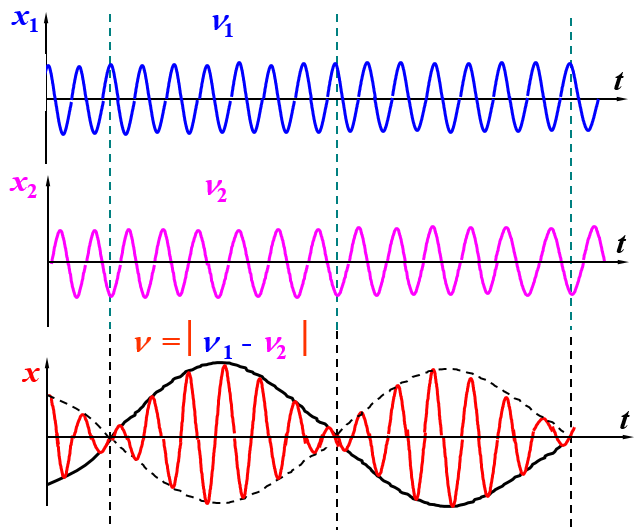 x₁ ν₁
t
x₂ ν₂
t
ν = | ν₁ - ν₂ |
x
t